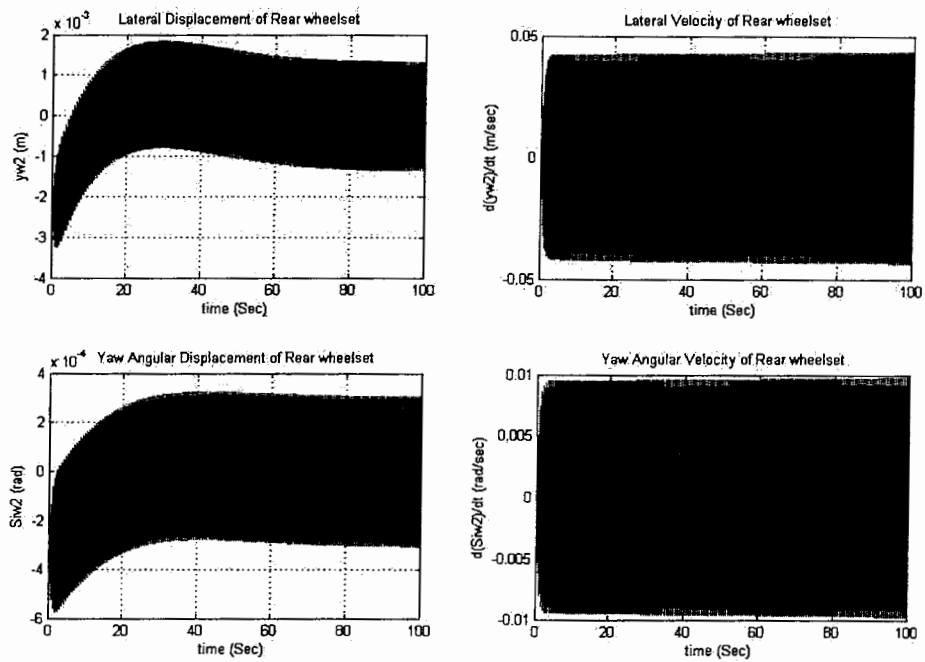 x 10⁻³ Lateral Displacement of Rear wheelset
2
1
0
-1
-2
-3
-4
yw2 (m)
0 20 40 60 80 100
time (Sec)
Lateral Velocity of Rear wheelset
0.05
0
-0.05
d(yw2)/dt (m/sec)
0 20 40 60 80 100
time (Sec)
x 10⁻⁴ Yaw Angular Displacement of Rear wheelset
4
2
0
-2
-4
-6
Siw2 (rad)
0 20 40 60 80 100
time (Sec)
Yaw Angular Velocity of Rear wheelset
0.01
0.005
0
-0.005
-0.01
d(Siw2)/dt (rad/sec)
0 20 40 60 80 100
time (Sec)